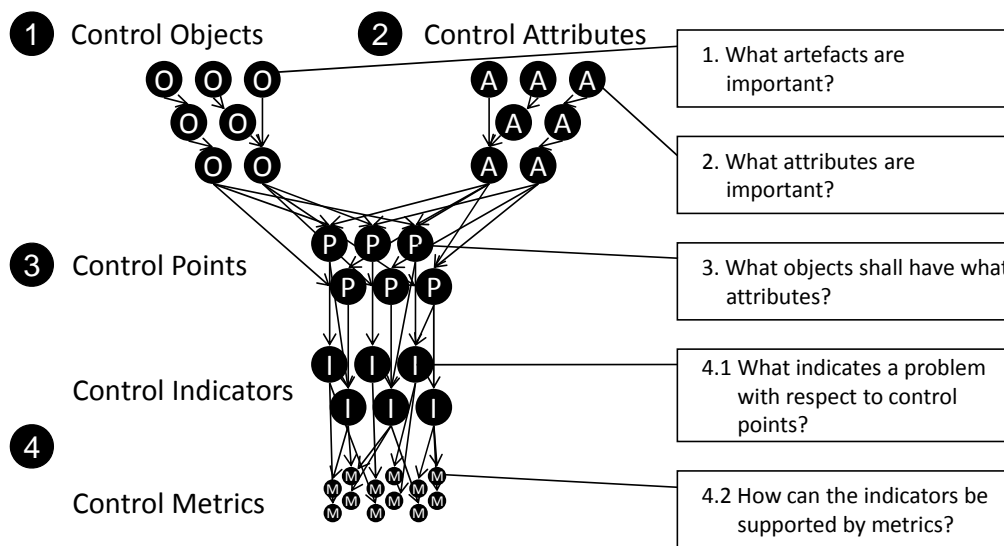 1 Control Objects
2 Control Attributes
O O O
A A A
O O
A A
O O
A A
P P P
3 Control Points
P P P
I I I
Control Indicators
I I I
4
M M M
M M M
M M M
M M M
Control Metrics
1. What artefacts are
important?
2. What attributes are
important?
3. What objects shall have what
attributes?
4.1 What indicates a problem
with respect to control
points?
4.2 How can the indicators be
supported by metrics?